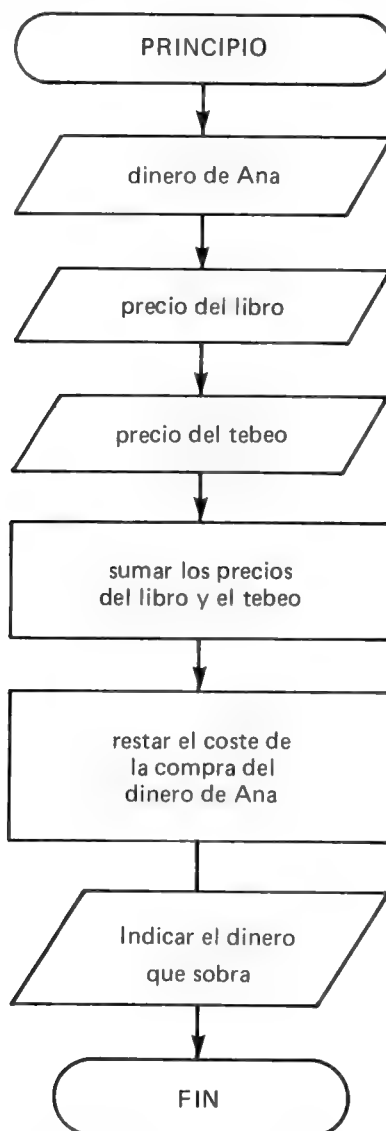 PRINCIPIO
dinero de Ana
precio del libro
precio del tebeo
sumar los precios
del libro y el tebeo
restar el coste de
la compra del
dinero de Ana
Indicar el dinero
que sobra
FIN